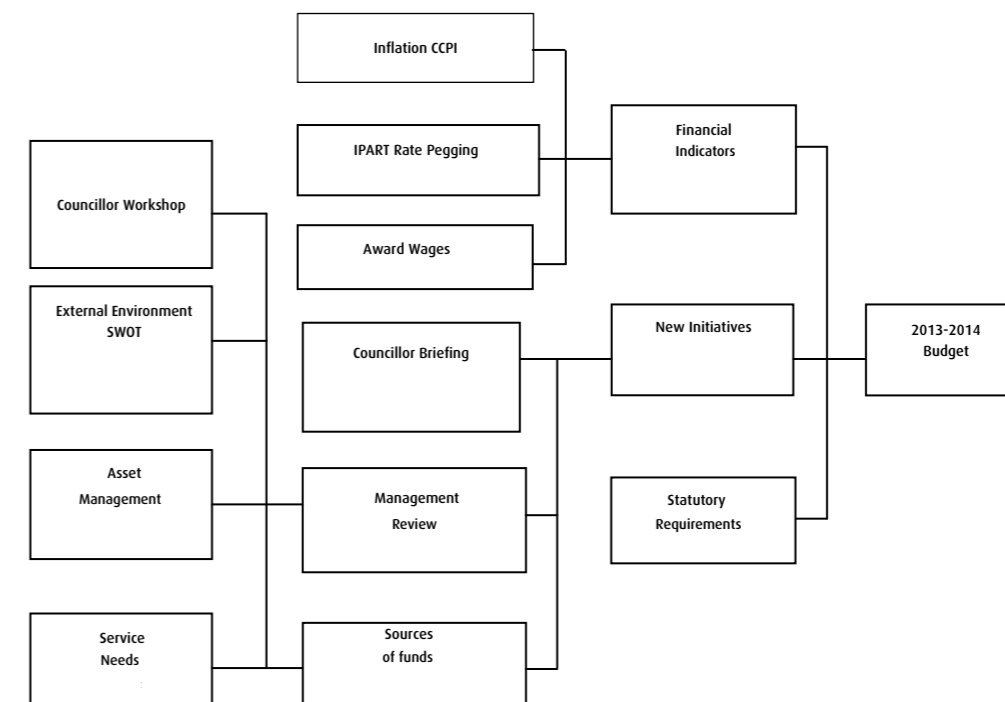 Inflation CCPI
IPART Rate Pegging
Award Wages
Financial
Indicators
Councillor Workshop
External Environment
SWOT
Asset
Management
Service
Needs
Councillor Briefing
Management
Review
Sources
of funds
New Initiatives
Statutory
Requirements
2013-2014
Budget